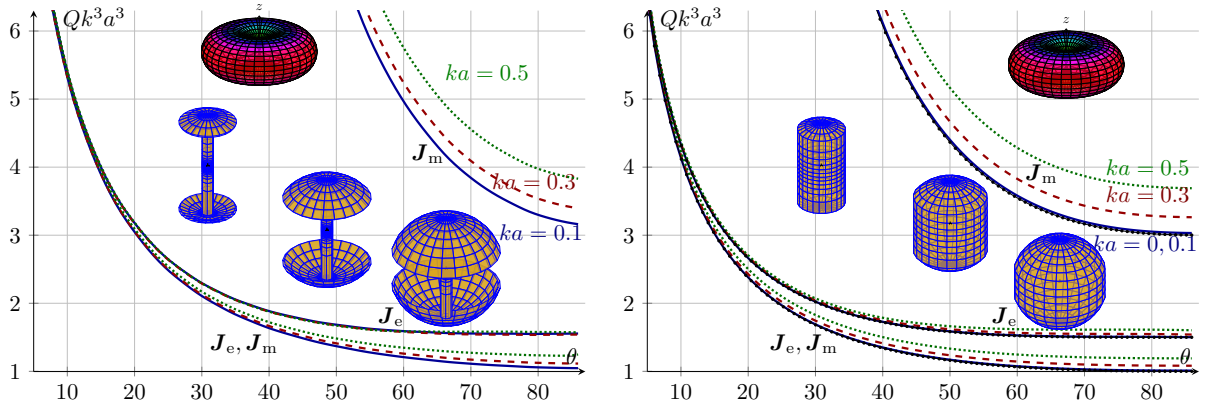 Qk³a³
6
5
4
3
2
1
ka = 0.5
J_m
ka = 0.3
ka = 0.1
J_e
J_e, J_m
θ
10 20 30 40 50 60 70 80
Qk³a³
z
6
5
4
3
2
1
ka = 0.5
J_m
ka = 0.3
ka = 0, 0.1
J_e
J_e, J_m
θ
10 20 30 40 50 60 70 80
z